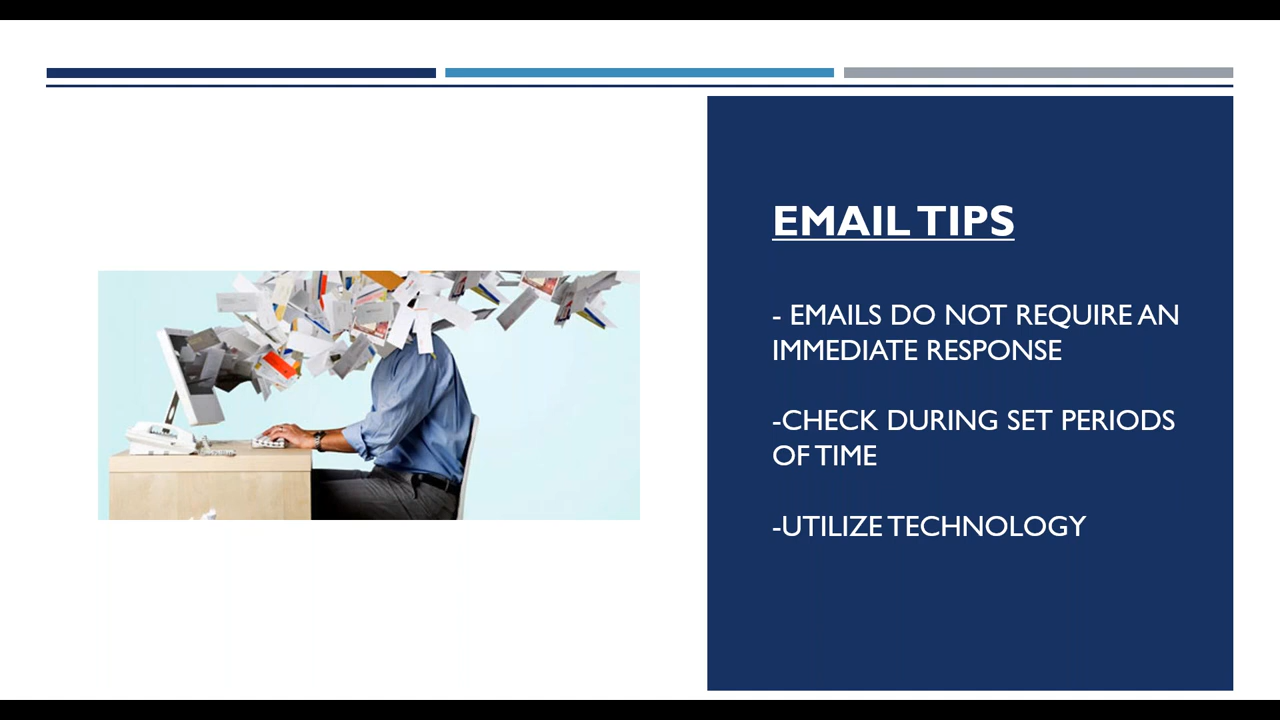 EMAIL TIPS
- EMAILS DO NOT REQUIRE AN
IMMEDIATE RESPONSE
-CHECK DURING SET PERIODS
OF TIME
-UTILIZE TECHNOLOGY